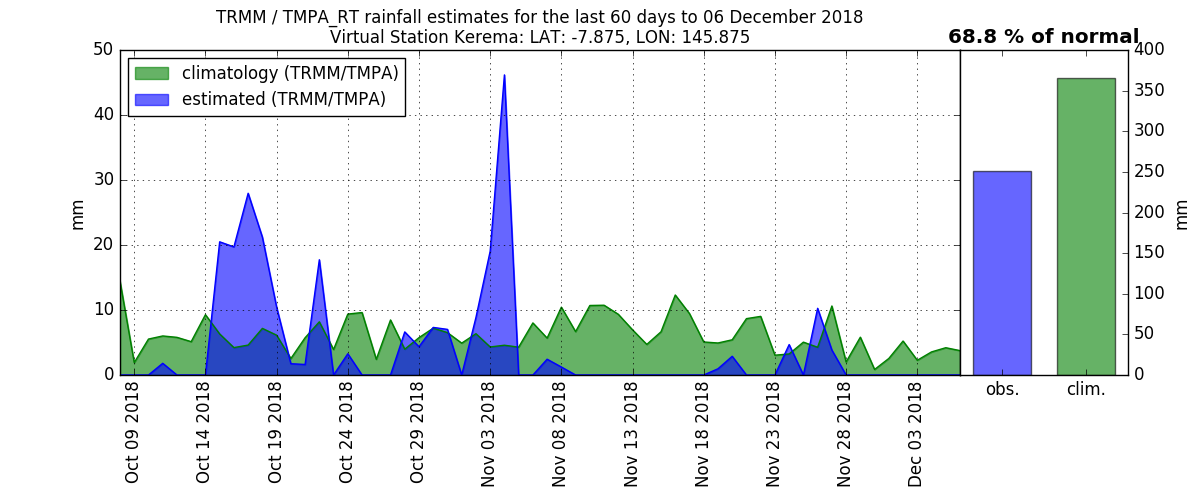 TRMM / TMPA_RT rainfall estimates for the last 60 days to 06 December 2018
Virtual Station Kerema: LAT: -7.875, LON: 145.875
68.8 % of normal
climatology (TRMM/TMPA)
estimated (TRMM/TMPA)
50
40
30
20
10
0
mm
Oct 09 2018
Oct 14 2018
Oct 19 2018
Oct 24 2018
Oct 29 2018
Nov 03 2018
Nov 08 2018
Nov 13 2018
Nov 18 2018
Nov 23 2018
Nov 28 2018
Dec 03 2018
obs.
clim.
400
350
300
250
200
150
100
50
0
mm